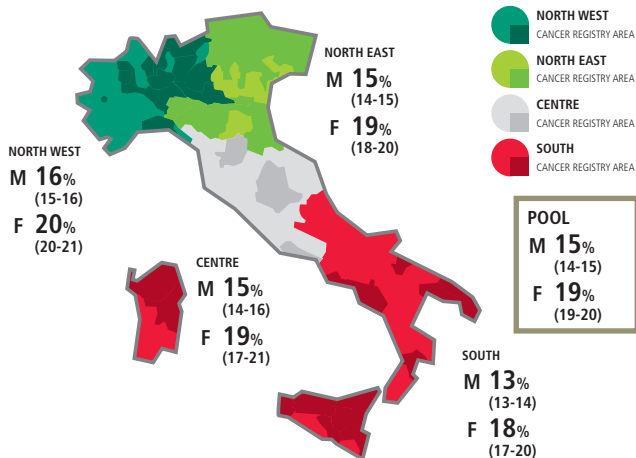 NORTH WEST
CANCER REGISTRY AREA
NORTH EAST
CANCER REGISTRY AREA
CENTRE
CANCER REGISTRY AREA
SOUTH
CANCER REGISTRY AREA
NORTH EAST
M 15%
(14-15)
F 19%
(18-20)
NORTH WEST
M 16%
(15-16)
F 20%
(20-21)
POOL
M 15%
(14-15)
F 19%
(19-20)
CENTRE
M 15%
(14-16)
F 19%
(17-21)
SOUTH
M 13%
(13-14)
F 18%
(17-20)